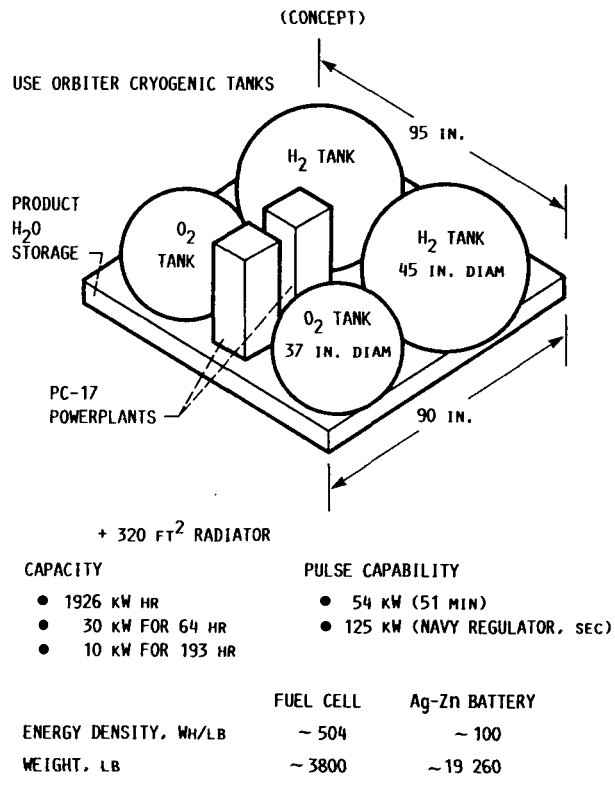 (CONCEPT)
USE ORBITER CRYOGENIC TANKS
95 IN.
H2 TANK
PRODUCT
H2O
STORAGE
O2
TANK
H2 TANK
45 IN. DIAM
O2 TANK
37 IN. DIAM
PC-17
POWERPLANTS
90 IN.
+ 320 FT2 RADIATOR
CAPACITY
● 1926 KW HR
● 30 KW FOR 64 HR
● 10 KW FOR 193 HR
PULSE CAPABILITY
● 54 KW (51 MIN)
● 125 KW (NAVY REGULATOR, SEC)
FUEL CELL Ag-Zn BATTERY
ENERGY DENSITY, WH/LB ~ 504 ~ 100
WEIGHT, LB ~ 3800 ~19 260